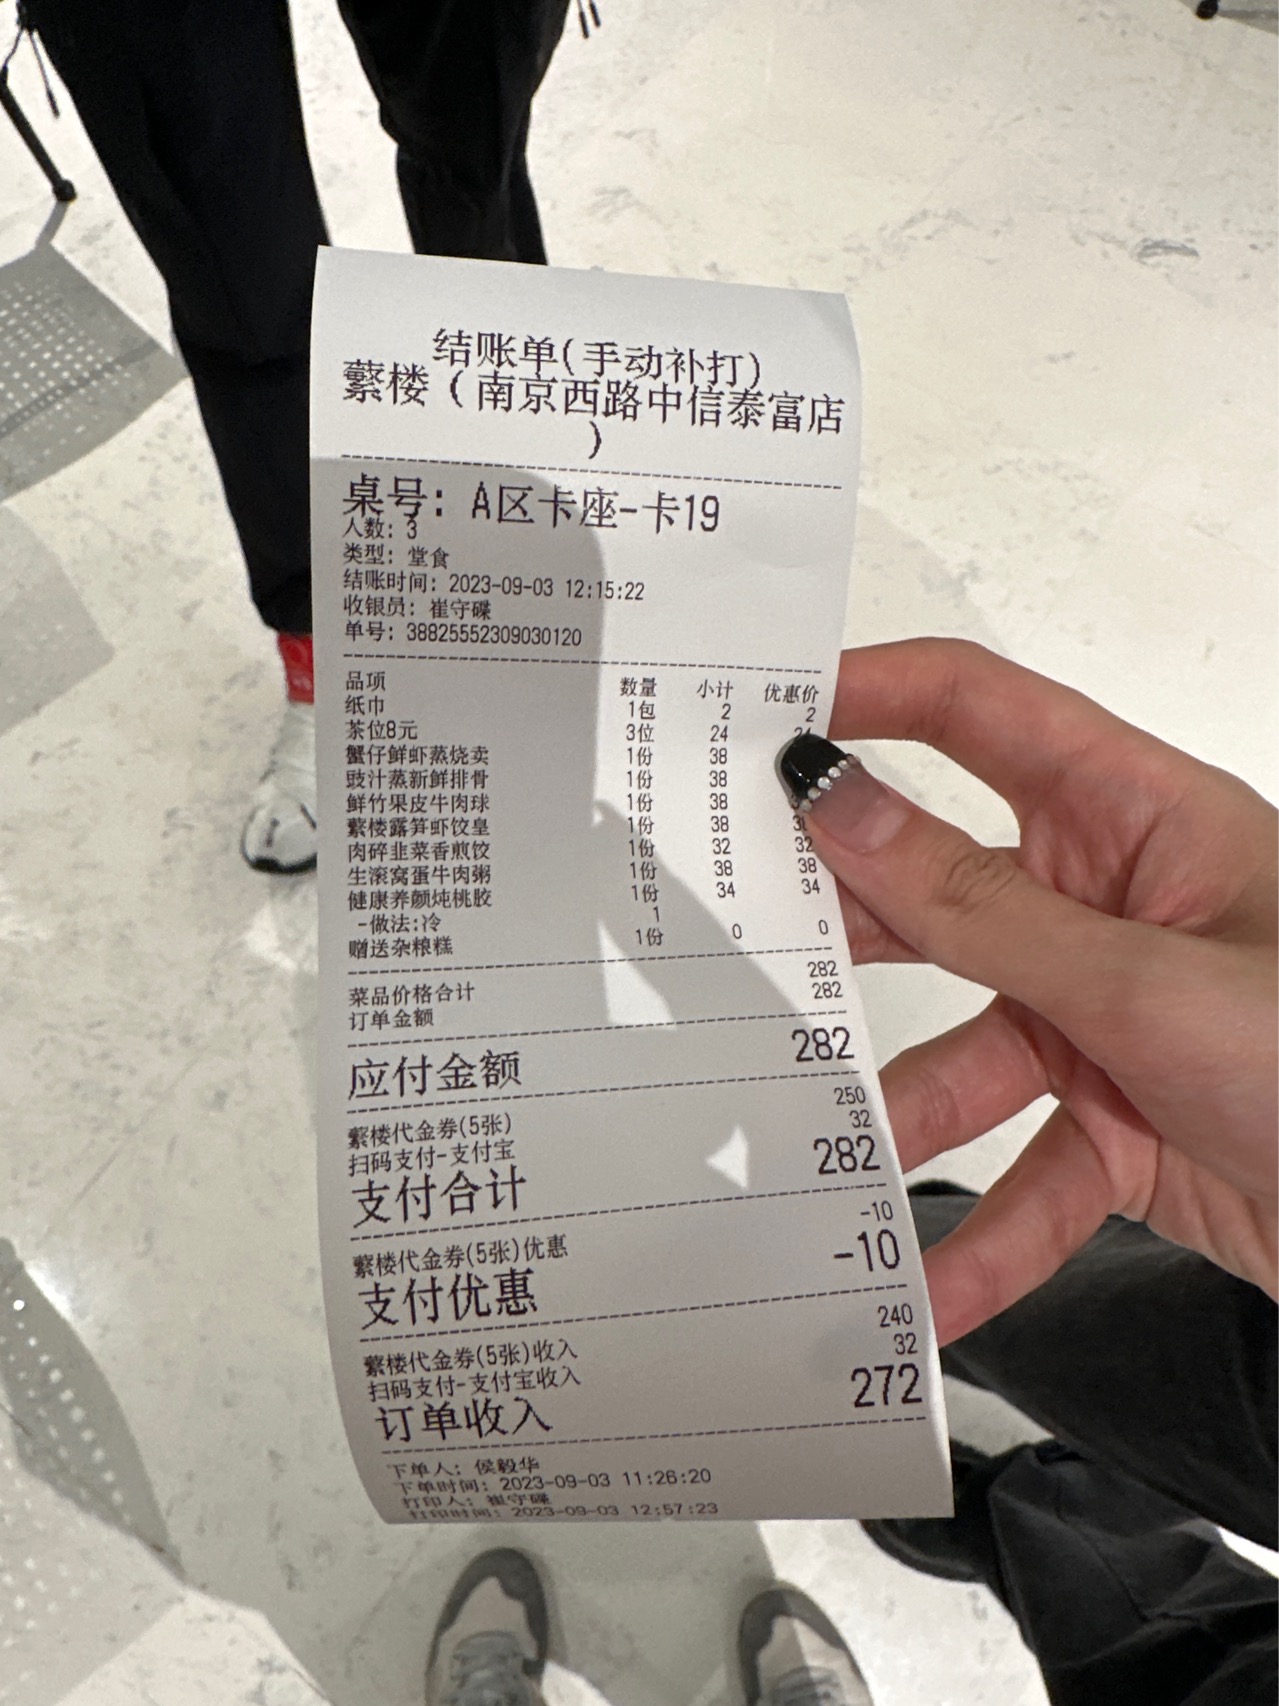 结账单(手动补打)
蘩楼（南京西路中信泰富店
）
桌号: A区卡座-卡19
人数: 3
类型: 堂食
结账时间: 2023-09-03 12:15:22
收银员: 崔守碟
单号: 38825552309030120
品项 数量 小计 优惠价
纸巾 1包 2 2
茶位8元 3位 24 24
蟹仔鲜虾蒸烧卖 1份 38
豉汁蒸新鲜排骨 1份 38
鲜竹果皮牛肉球 1份 38
蘩楼露笋虾饺皇 1份 38
肉碎韭菜香煎饺 1份 32 32
生滚窝蛋牛肉粥 1份 38 38
健康养颜炖桃胶 1份 34 34
-做法:冷 1
赠送杂粮糕 1份 0 0
菜品价格合计 282
订单金额 282
应付金额 282
蘩楼代金券(5张) 250
扫码支付-支付宝 32
支付合计 282
蘩楼代金券(5张)优惠 -10
支付优惠 -10
蘩楼代金券(5张)收入 240
扫码支付-支付宝收入 32
订单收入 272
下单人: 侯毅华
下单时间: 2023-09-03 11:26:20
打印人: 崔守碟
打印时间: 2023-09-03 12:57:23